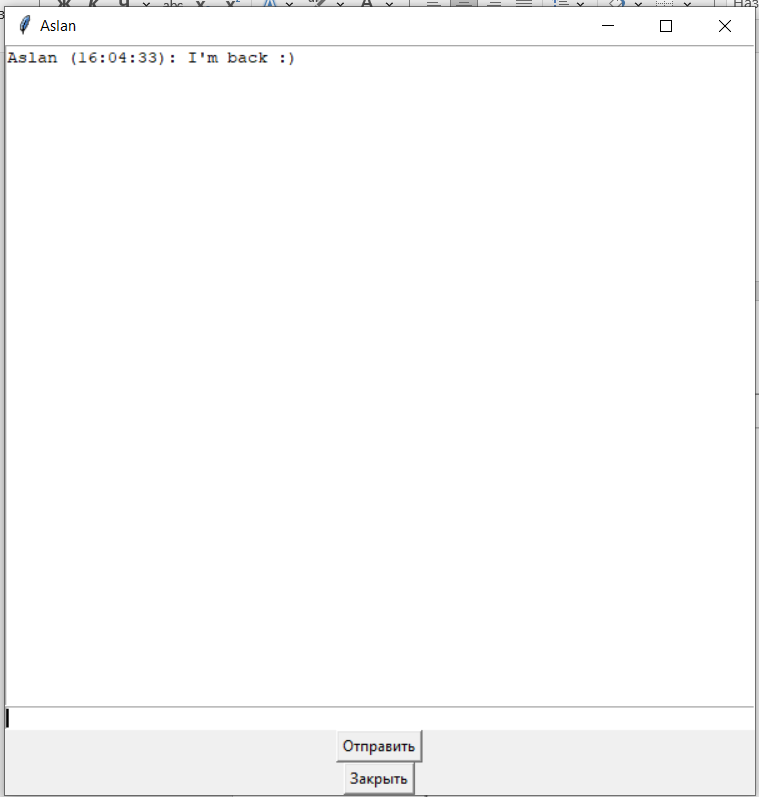 Aslan
Aslan (16:04:33): I'm back :)
Отправить
Закрыть